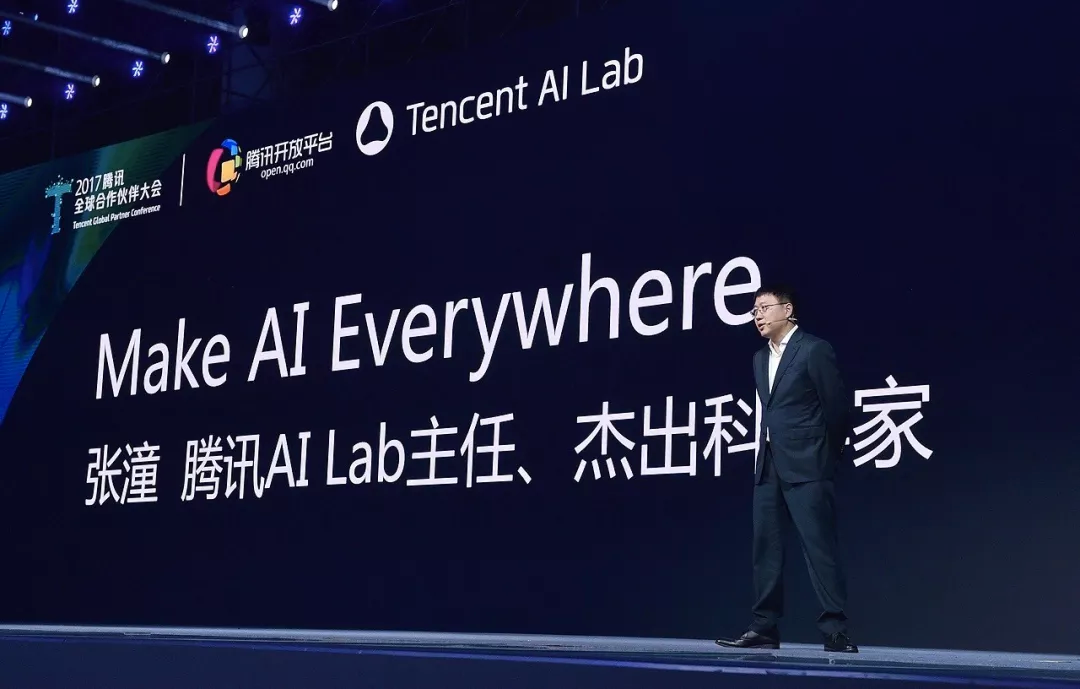 2017腾讯
全球合作伙伴大会
Tencent Global Partner Conference
腾讯开放平台
open.qq.com
Tencent AI Lab
Make AI Everywhere
张潼 腾讯AI Lab主任、杰出科家